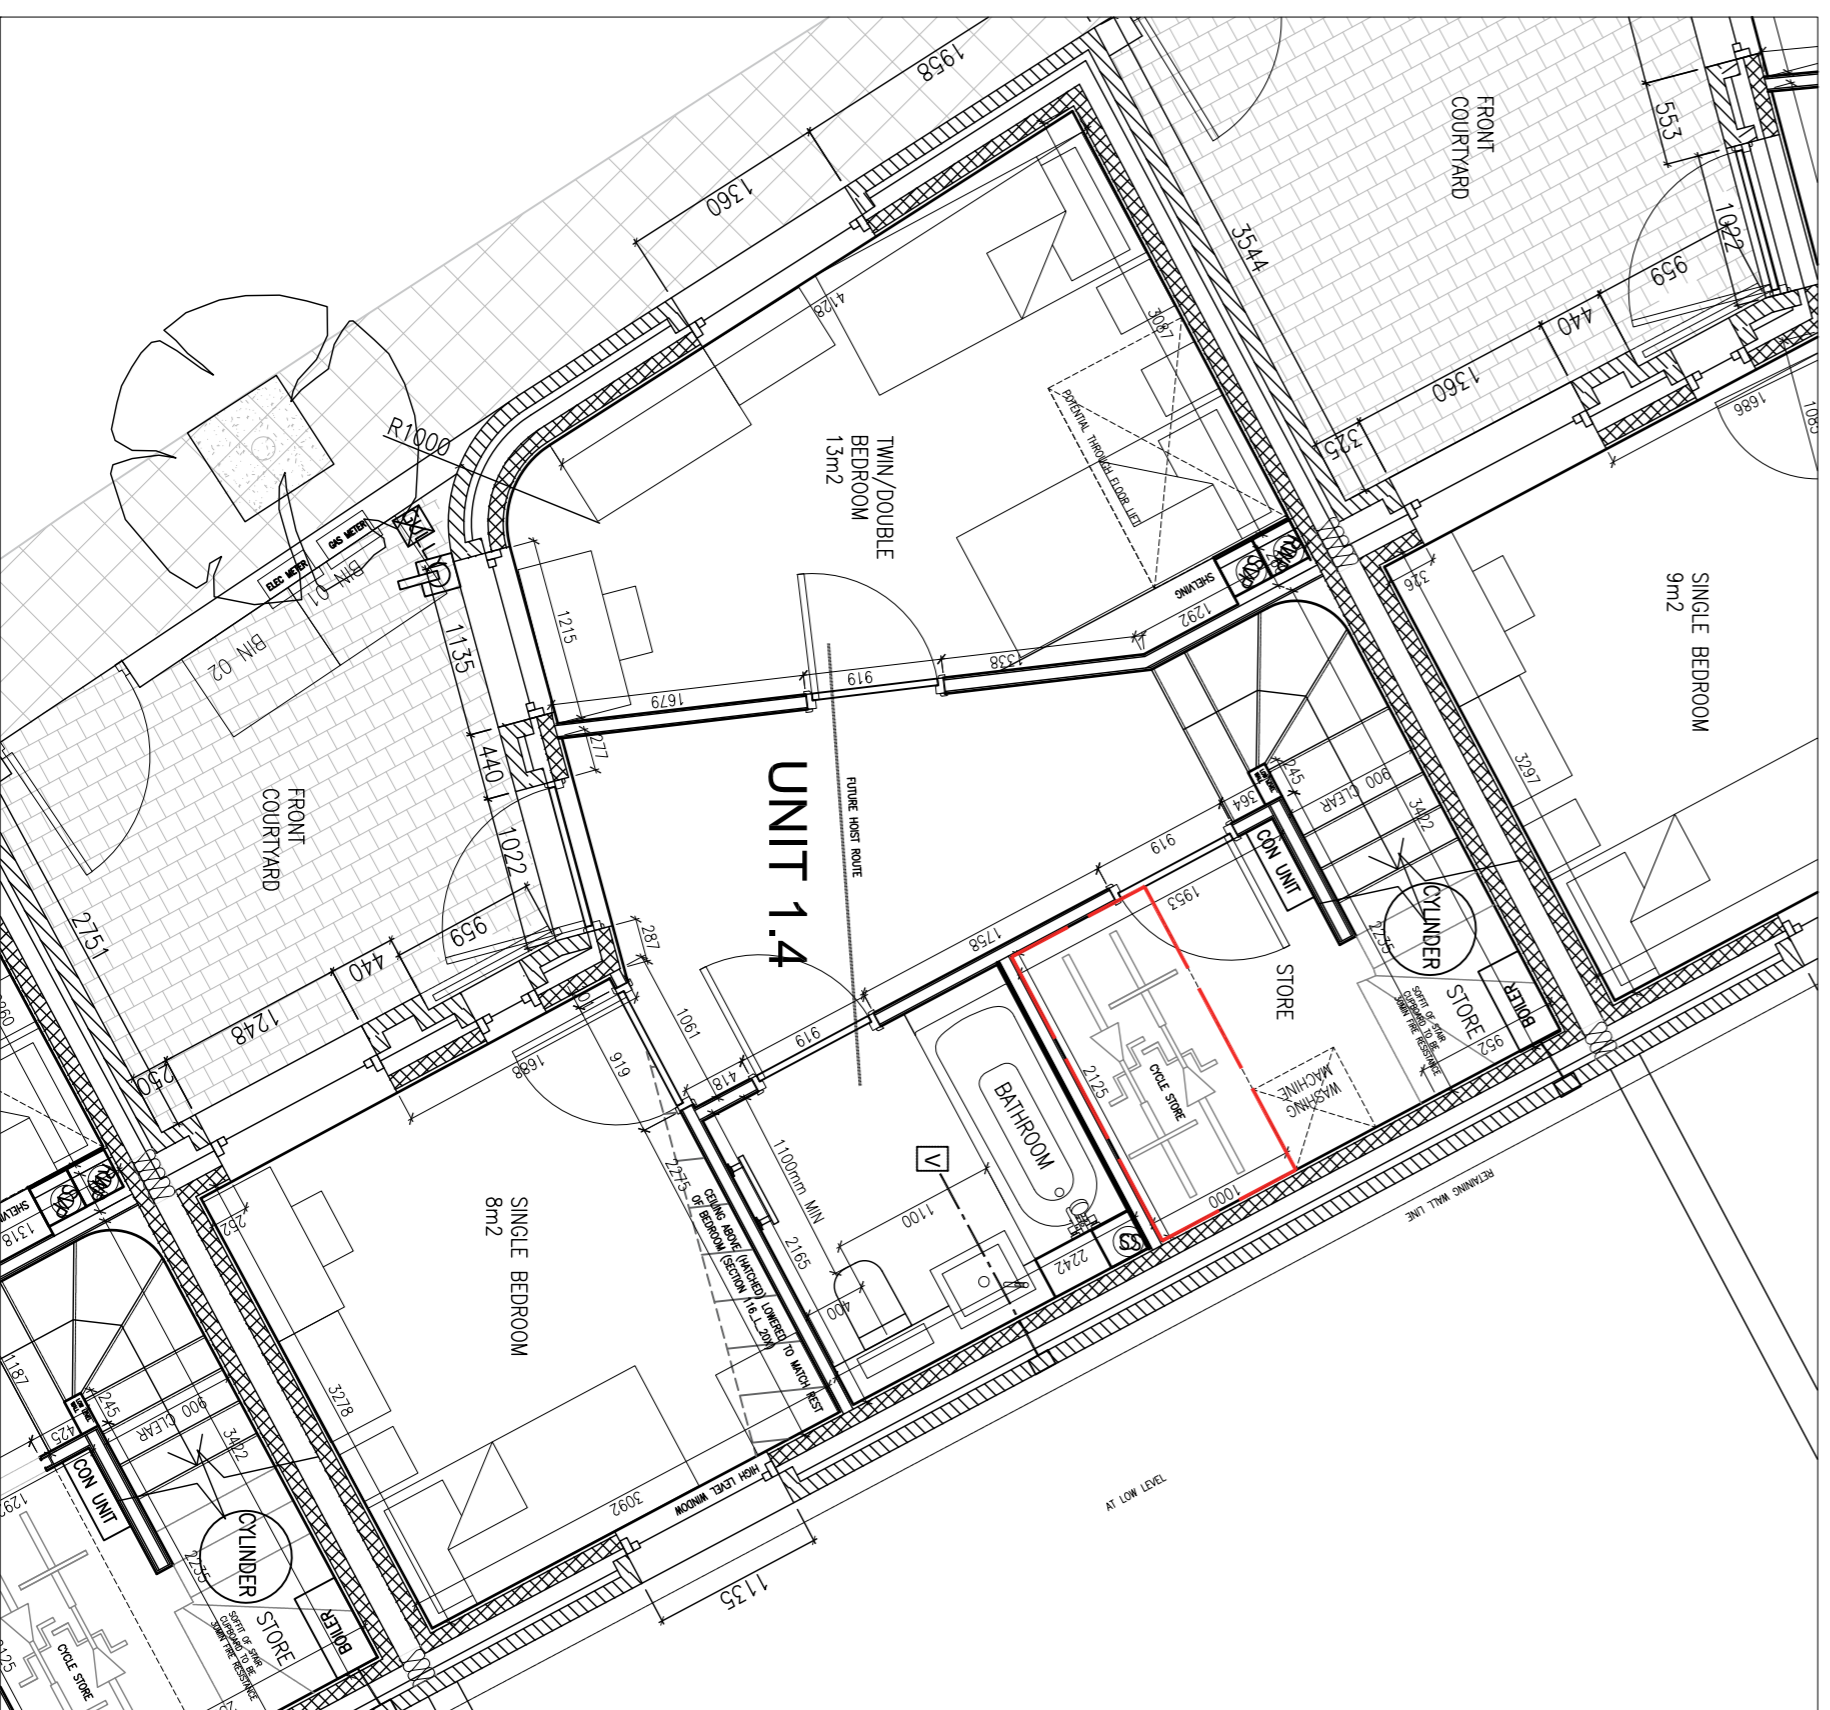 1958
1360
FRONT
COURTYARD
553
1022
959
440
1360
325
3544
1686
4128
3087
POTENTIAL THROUGH FLOOR LIFT
R1000
TWIN/DOUBLE
BEDROOM
13m2
GAS METER
ELEC METER
BIN 01
BIN 02
1135
1215
SHELVING
SVP
RWP
1292
326
SINGLE BEDROOM
9m2
1679
919
1338
277
440
1022
UNIT 1.4
FUTURE HOIST ROUTE
245
364
900 CLEAR
3422
3297
CON UNIT
CYLINDER
2235
FRONT
COURTYARD
2751
959
440
1248
250
287
1061
919
1688
1758
919
1953
STORE
STORE
BOILER
952
SOFFIT OF STAIR
CUPBOARD TO BE
30MIN FIRE RESISTANCE
WASHING
MACHINE
CYCLE STORE
2125
1000
BATHROOM
919
418
1100mm MIN
1100
V
2242
SS
2165
400
2275
CEILING ABOVE (HATCHED) LOWERED TO MATCH REST
OF BEDROOM (SECTION 116_L_20X)
RETAINING WALL LINE
AT LOW LEVEL
SINGLE BEDROOM
8m2
252
3278
3092
HIGH LEVEL WINDOW
1135
SVP
RWP
1318
1187
245
425
900 CLEAR
3422
CON UNIT
CYLINDER
2235
STORE
BOILER
SOFFIT OF STAIR
CUPBOARD TO BE
30MIN FIRE RESISTANCE
CYCLE STORE